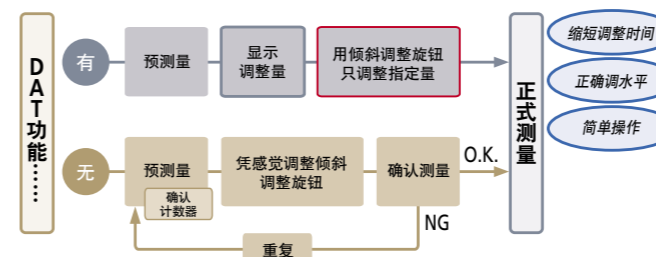 DAT功能……
有
预测量
显示
调整量
用倾斜调整旋钮
只调整指定量
无
预测量
确认
计数器
凭感觉调整倾斜
调整旋钮
确认测量
O.K.
NG
重复
正式测量
缩短调整时间
正确调水平
简单操作